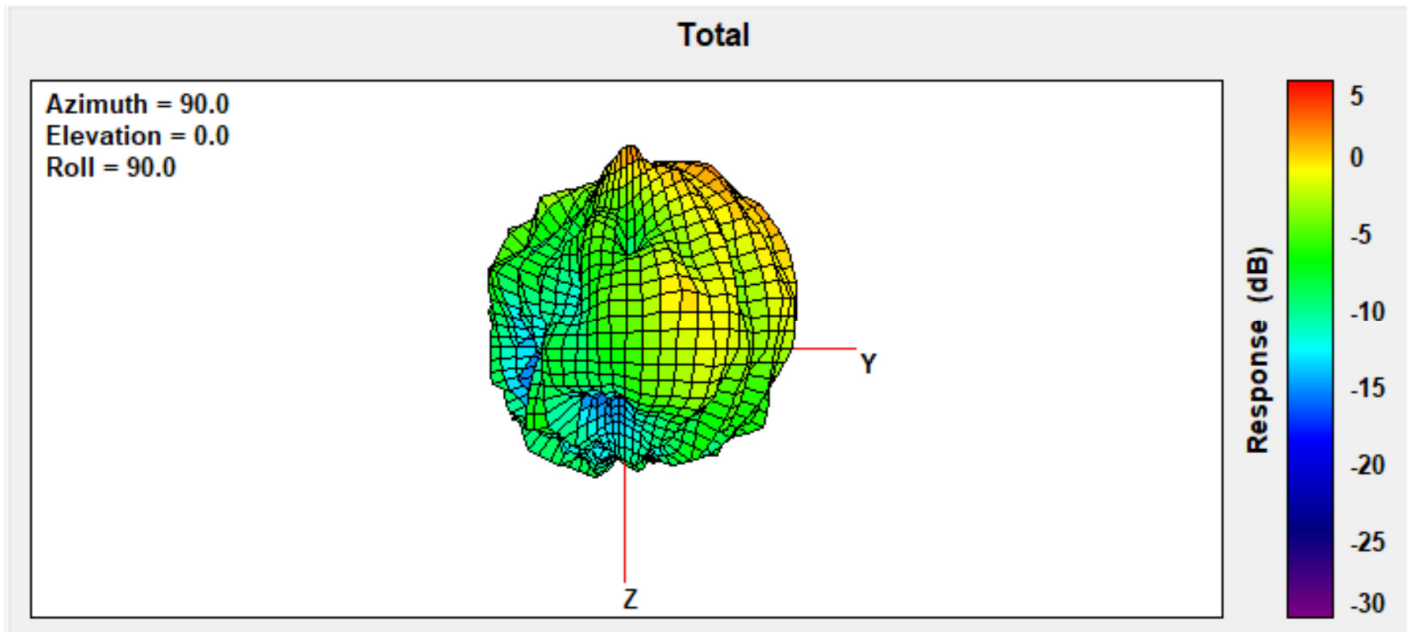 Total
Azimuth = 90.0
Elevation = 0.0
Roll = 90.0
Y
Z
Response (dB)
5
0
-5
-10
-15
-20
-25
-30